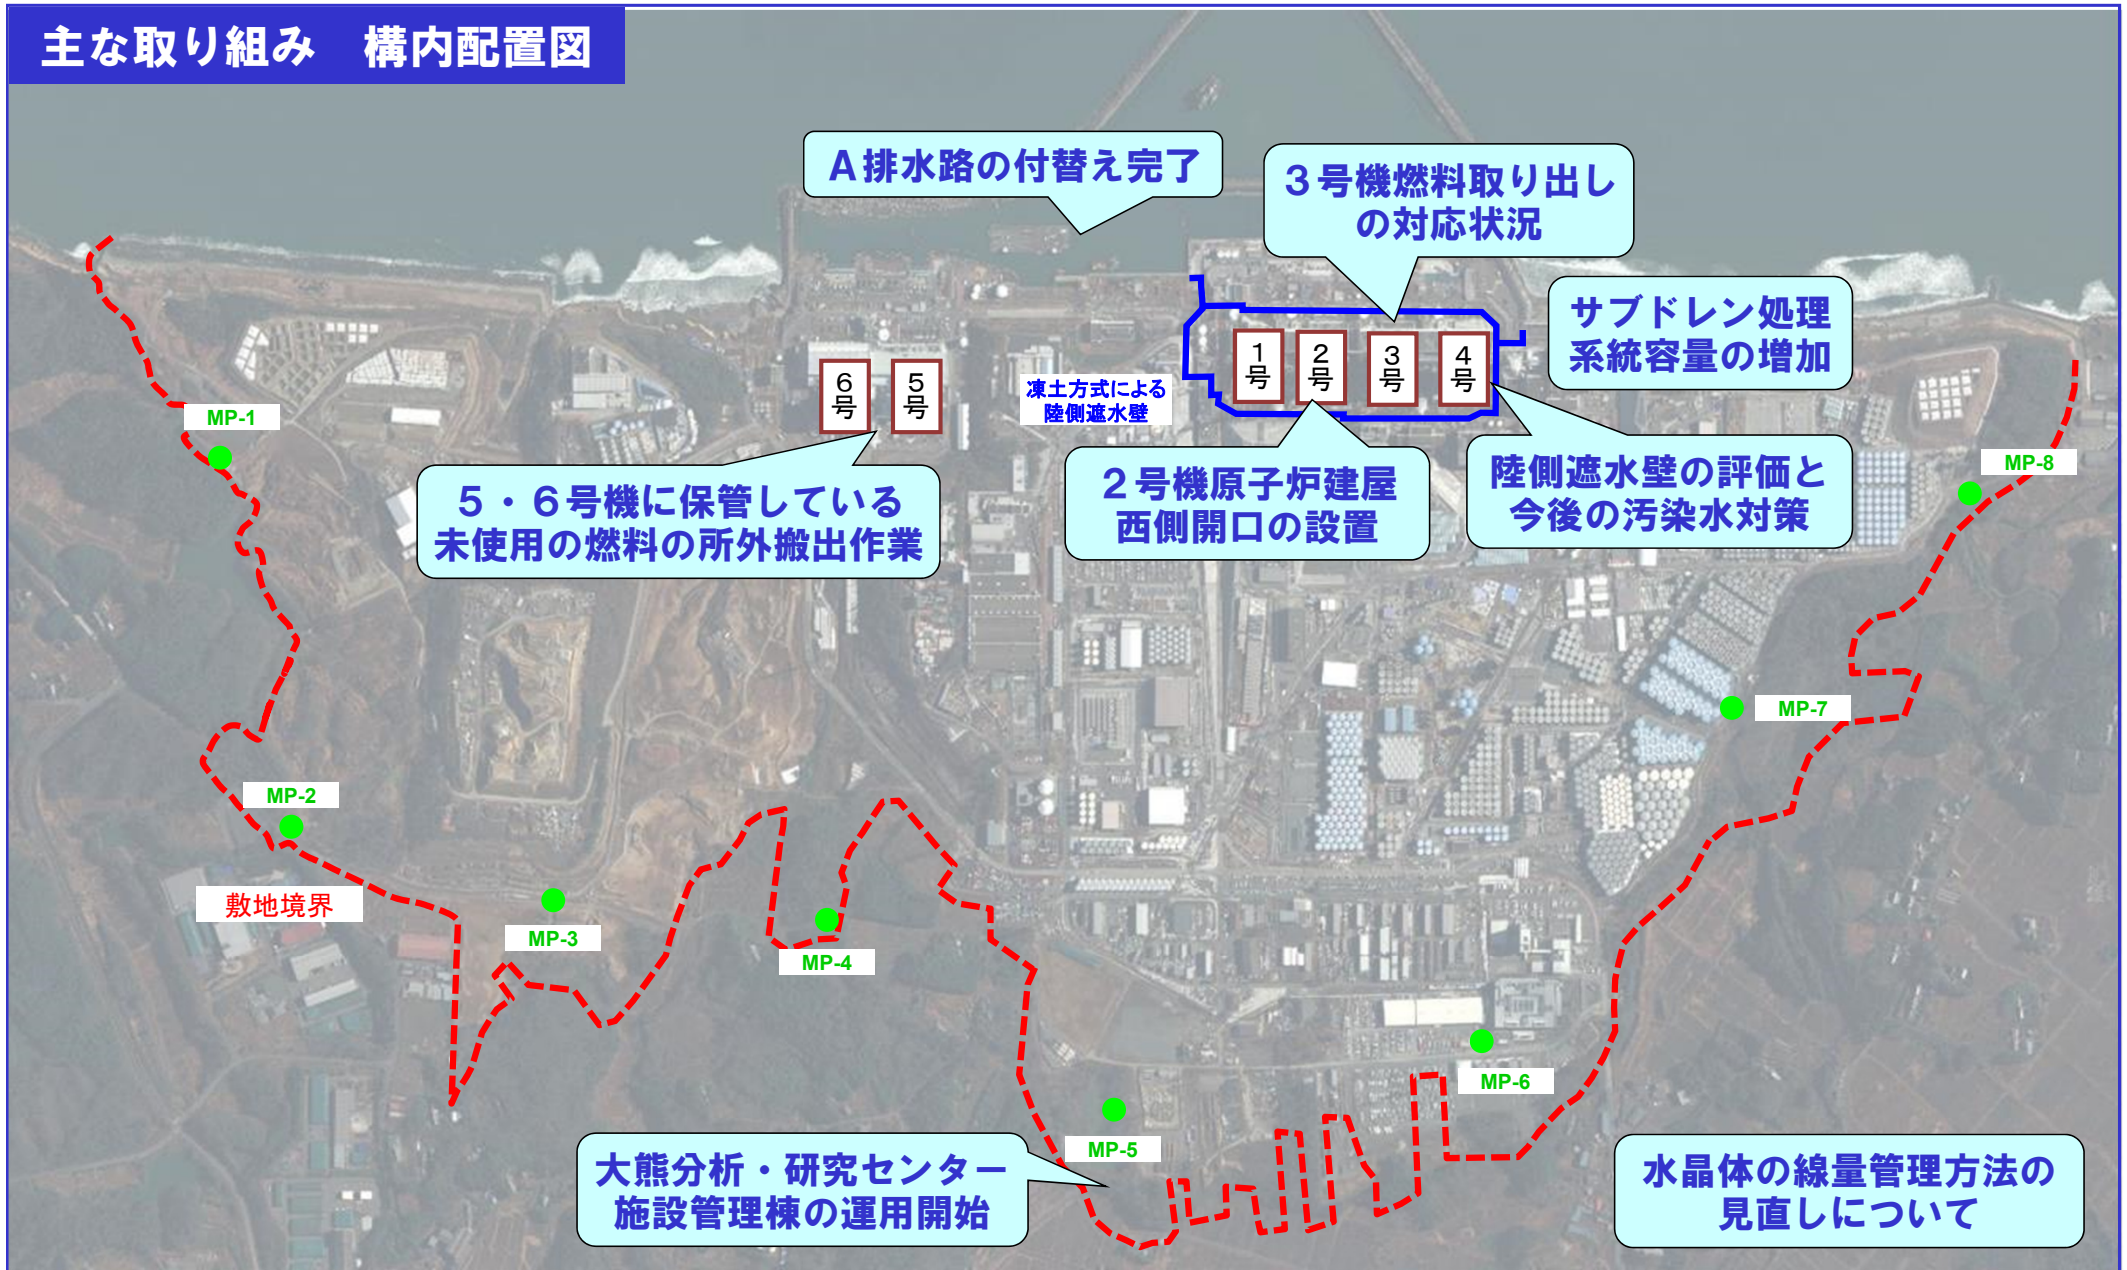 主な取り組み　構内配置図
A排水路の付替え完了
３号機燃料取り出し
の対応状況
サブドレン処理
系統容量の増加
1
号
2
号
3
号
4
号
6
号
5
号
凍土方式による
陸側遮水壁
MP-1
５・６号機に保管している
未使用の燃料の所外搬出作業
２号機原子炉建屋
西側開口の設置
陸側遮水壁の評価と
今後の汚染水対策
MP-8
MP-7
MP-2
敷地境界
MP-3
MP-4
MP-6
MP-5
大熊分析・研究センター
施設管理棟の運用開始
水晶体の線量管理方法の
見直しについて